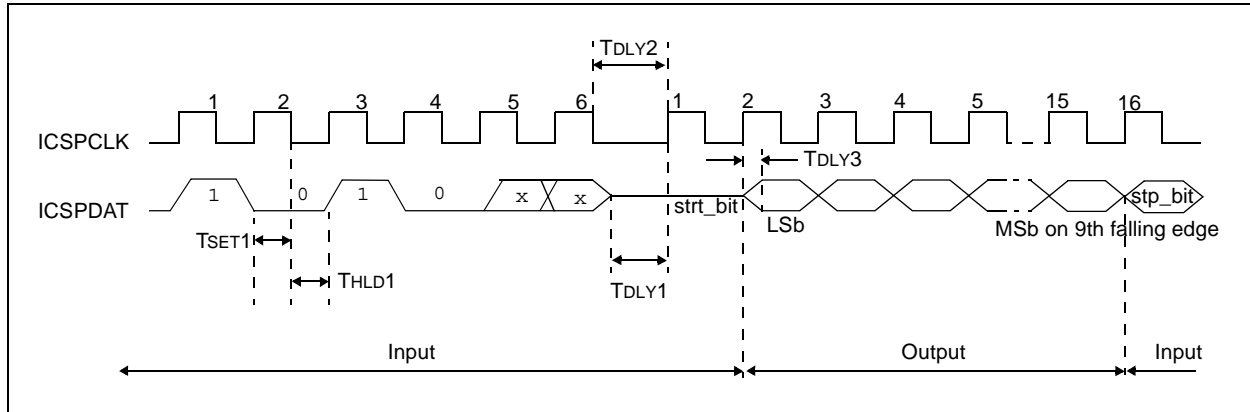 TDLY2
1 2 3 4 5 6 1 2 3 4 5 15 16
ICSPCLK
TDLY3
ICSPDAT 1 0 1 0 x x strt_bit stp_bit
LSb MSb on 9th falling edge
TSET1
THLD1
TDLY1
Input Output Input